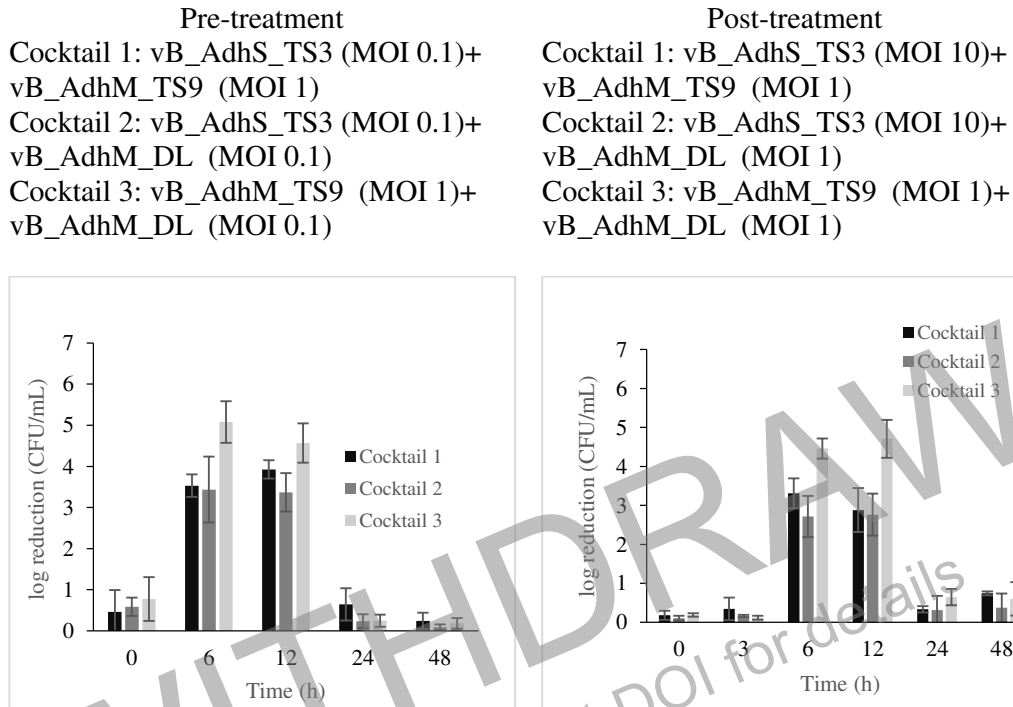 Pre-treatment
Cocktail 1: vB_AdhS_TS3 (MOI 0.1)+
vB_AdhM_TS9 (MOI 1)
Cocktail 2: vB_AdhS_TS3 (MOI 0.1)+
vB_AdhM_DL (MOI 0.1)
Cocktail 3: vB_AdhM_TS9 (MOI 1)+
vB_AdhM_DL (MOI 0.1)
Post-treatment
Cocktail 1: vB_AdhS_TS3 (MOI 10)+
vB_AdhM_TS9 (MOI 1)
Cocktail 2: vB_AdhS_TS3 (MOI 10)+
vB_AdhM_DL (MOI 1)
Cocktail 3: vB_AdhM_TS9 (MOI 1)+
vB_AdhM_DL (MOI 1)
log reduction (CFU/mL)
7
6
5
4
3
2
1
0
Cocktail 1
Cocktail 2
Cocktail 3
0 6 12 24 48
Time (h)
log reduction (CFU/mL)
7
6
5
4
3
2
1
0
Cocktail 1
Cocktail 2
Cocktail 3
0 3 6 12 24 48
Time (h)
DOI for details